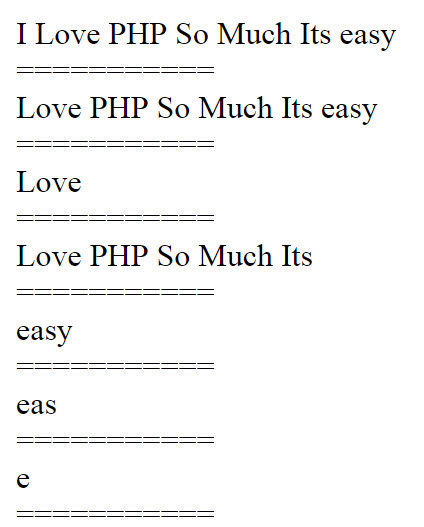 I Love PHP So Much Its easy
===========
Love PHP So Much Its easy
===========
Love
===========
Love PHP So Much Its
===========
easy
===========
eas
===========
e
===========